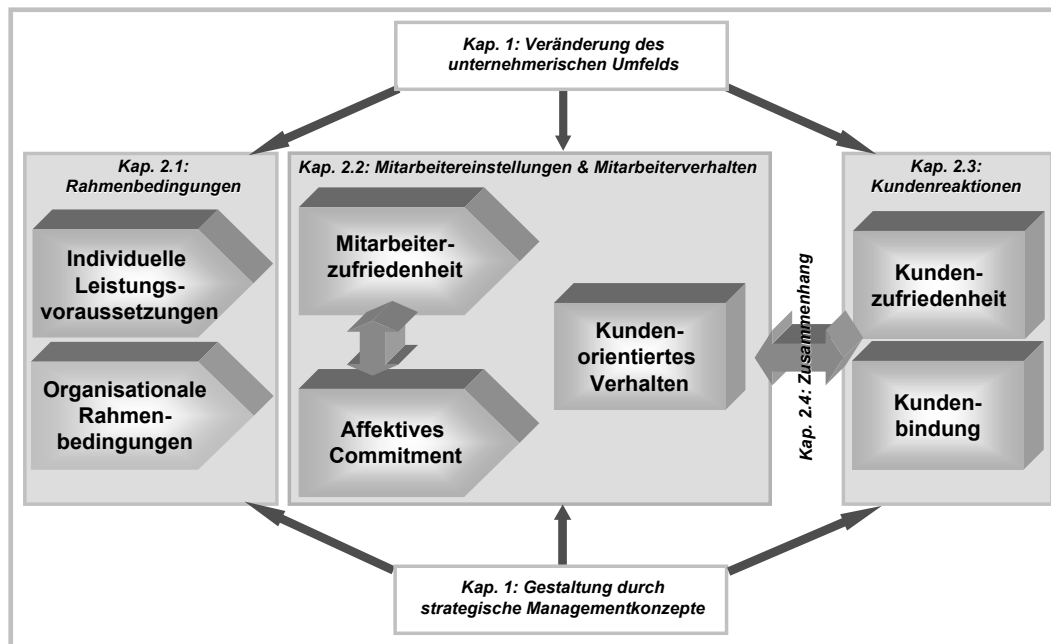 Kap. 1: Veränderung des
unternehmerischen Umfelds
Kap. 2.1:
Rahmenbedingungen
Individuelle
Leistungs-
voraussetzungen
Organisationale
Rahmen-
bedingungen
Kap. 2.2: Mitarbeitereinstellungen & Mitarbeiterverhalten
Mitarbeiter-
zufriedenheit
Affektives
Commitment
Kunden-
orientiertes
Verhalten
Kap. 2.4: Zusammenhang
Kap. 2.3:
Kundenreaktionen
Kunden-
zufriedenheit
Kunden-
bindung
Kap. 1: Gestaltung durch
strategische Managementkonzepte